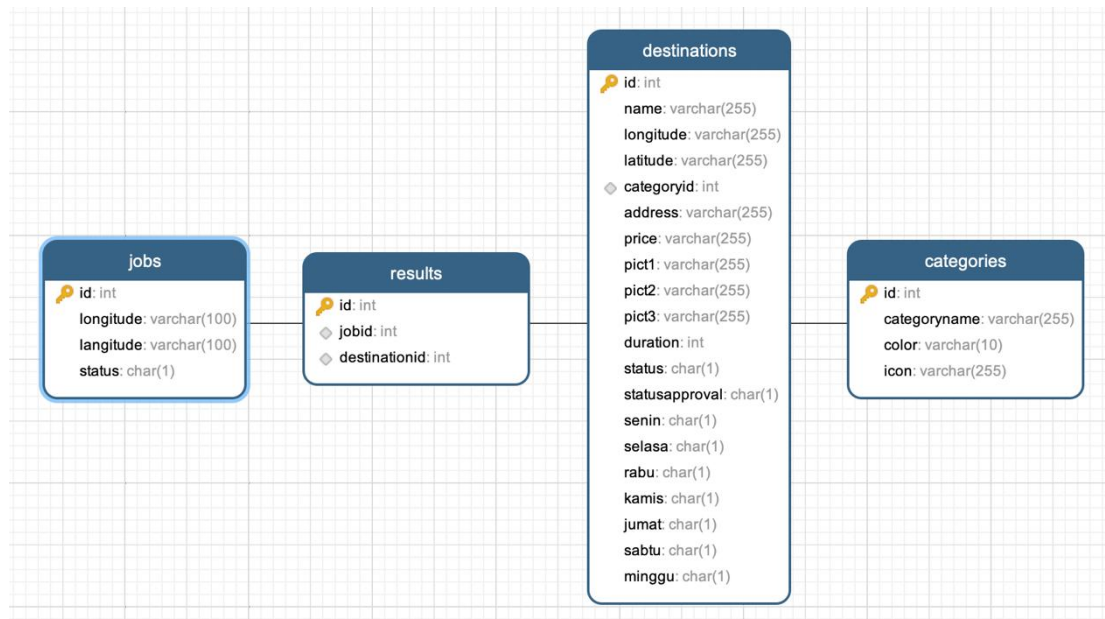 jobs
id: int
longitude: varchar(100)
langitude: varchar(100)
status: char(1)
results
id: int
jobid: int
destinationid: int
destinations
id: int
name: varchar(255)
longitude: varchar(255)
latitude: varchar(255)
categoryid: int
address: varchar(255)
price: varchar(255)
pict1: varchar(255)
pict2: varchar(255)
pict3: varchar(255)
duration: int
status: char(1)
statusapproval: char(1)
senin: char(1)
selasa: char(1)
rabu: char(1)
kamis: char(1)
jumat: char(1)
sabtu: char(1)
minggu: char(1)
categories
id: int
categoryname: varchar(255)
color: varchar(10)
icon: varchar(255)